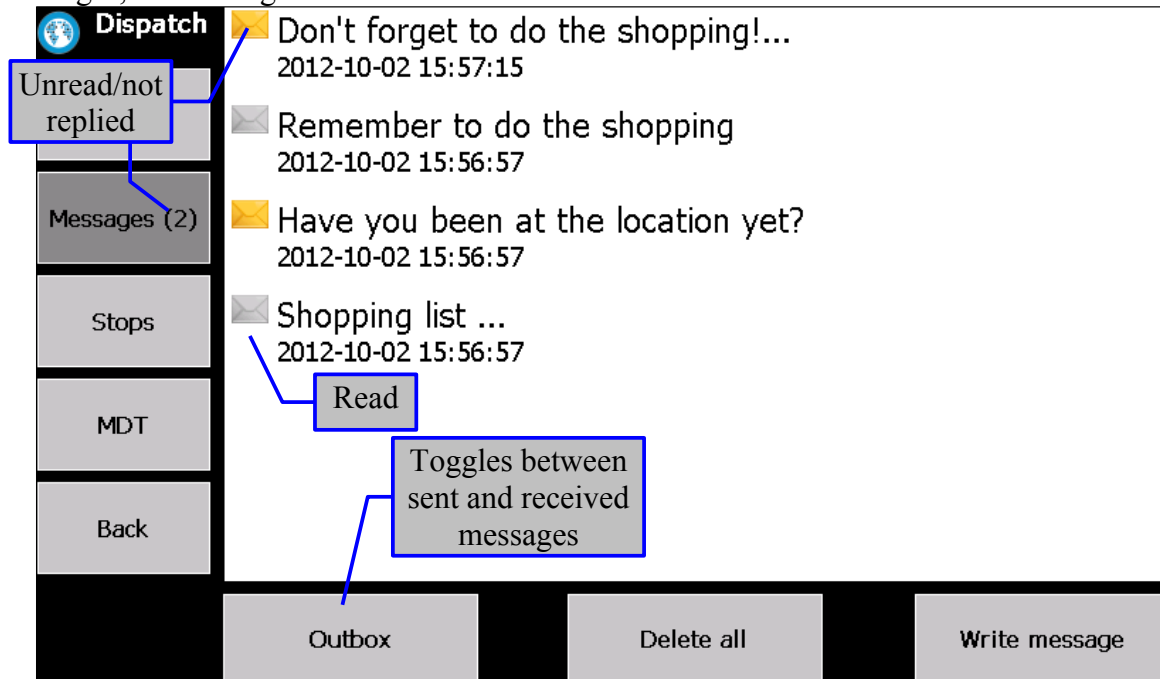 Dispatch
Don't forget to do the shopping!...
2012-10-02 15:57:15
Unread/not
replied
Remember to do the shopping
2012-10-02 15:56:57
Messages (2)
Have you been at the location yet?
2012-10-02 15:56:57
Stops
Shopping list ...
2012-10-02 15:56:57
Read
MDT
Toggles between
sent and received
messages
Back
Outbox
Delete all
Write message